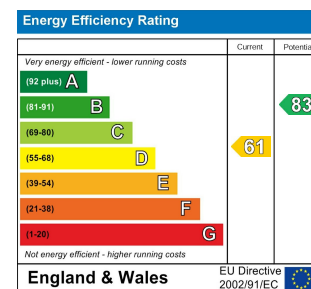 Energy Efficiency Rating
Current Potentia
Very energy efficient - lower running costs
(92 plus) A
(81-91) B
83
(69-80) C
61
(55-68) D
(39-54) E
(21-38) F
(1-20) G
Not energy efficient - higher running costs
England & Wales
EU Directive
2002/91/EC